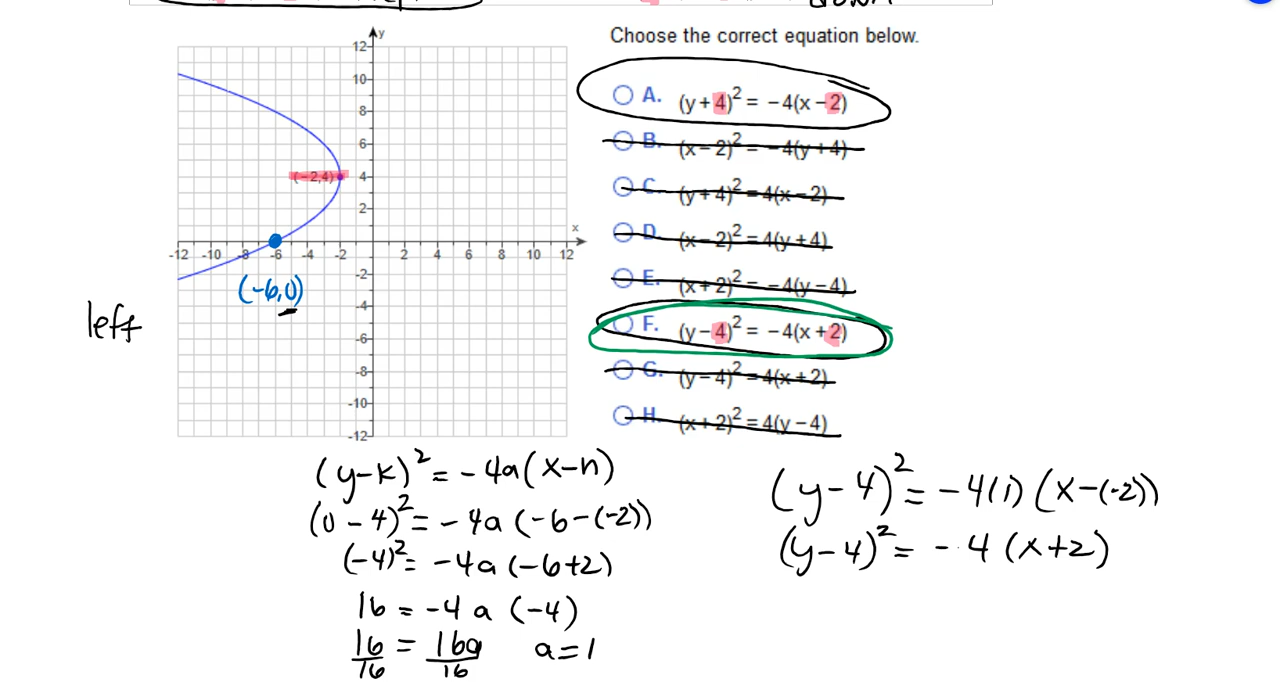 DOWN
Choose the correct equation below.
y
12
10
8
6
4
2
-2
-4
-6
-8
-10
-12
-12 -10 -8 -6 -4 -2 2 4 6 8 10 12
x
(-2,4)
(-6,0)
left
A. (y+4)² = -4(x-2)
B. (x-2)² = -4(y+4)
C. (y+4)² = 4(x-2)
D. (x-2)² = 4(y+4)
E. (x+2)² = -4(y-4)
F. (y-4)² = -4(x+2)
G. (y-4)² = 4(x+2)
H. (x+2)² = 4(y-4)
(y-k)² = -4a(x-h)
(0-4)² = -4a(-6-(-2))
(-4)² = -4a(-6+2)
16 = -4a(-4)
16/16 = 16a/16 a=1
(y-4)² = -4(1)(x-(-2))
(y-4)² = -4(x+2)